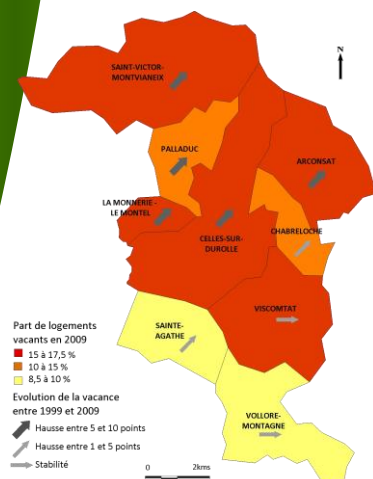 SAINT-VICTOR-
MONTVIANEIX
N
PALLADUC
ARCONSAT
LA MONNERIE -
LE MONTEL
CHABRELOCHE
CELLES-SUR-
DUROLLE
VISCOMTAT
SAINTE-
AGATHE
VOLLORE-
MONTAGNE
Part de logements
vacants en 2009
15 à 17,5 %
10 à 15 %
8,5 à 10 %
Evolution de la vacance
entre 1999 et 2009
Hausse entre 5 et 10 points
Hausse entre 1 et 5 points
Stabilité
0 2kms